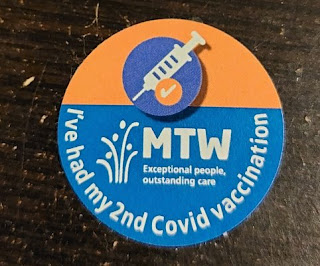 MTW
Exceptional people,
outstanding care
I've had my 2nd Covid vaccination